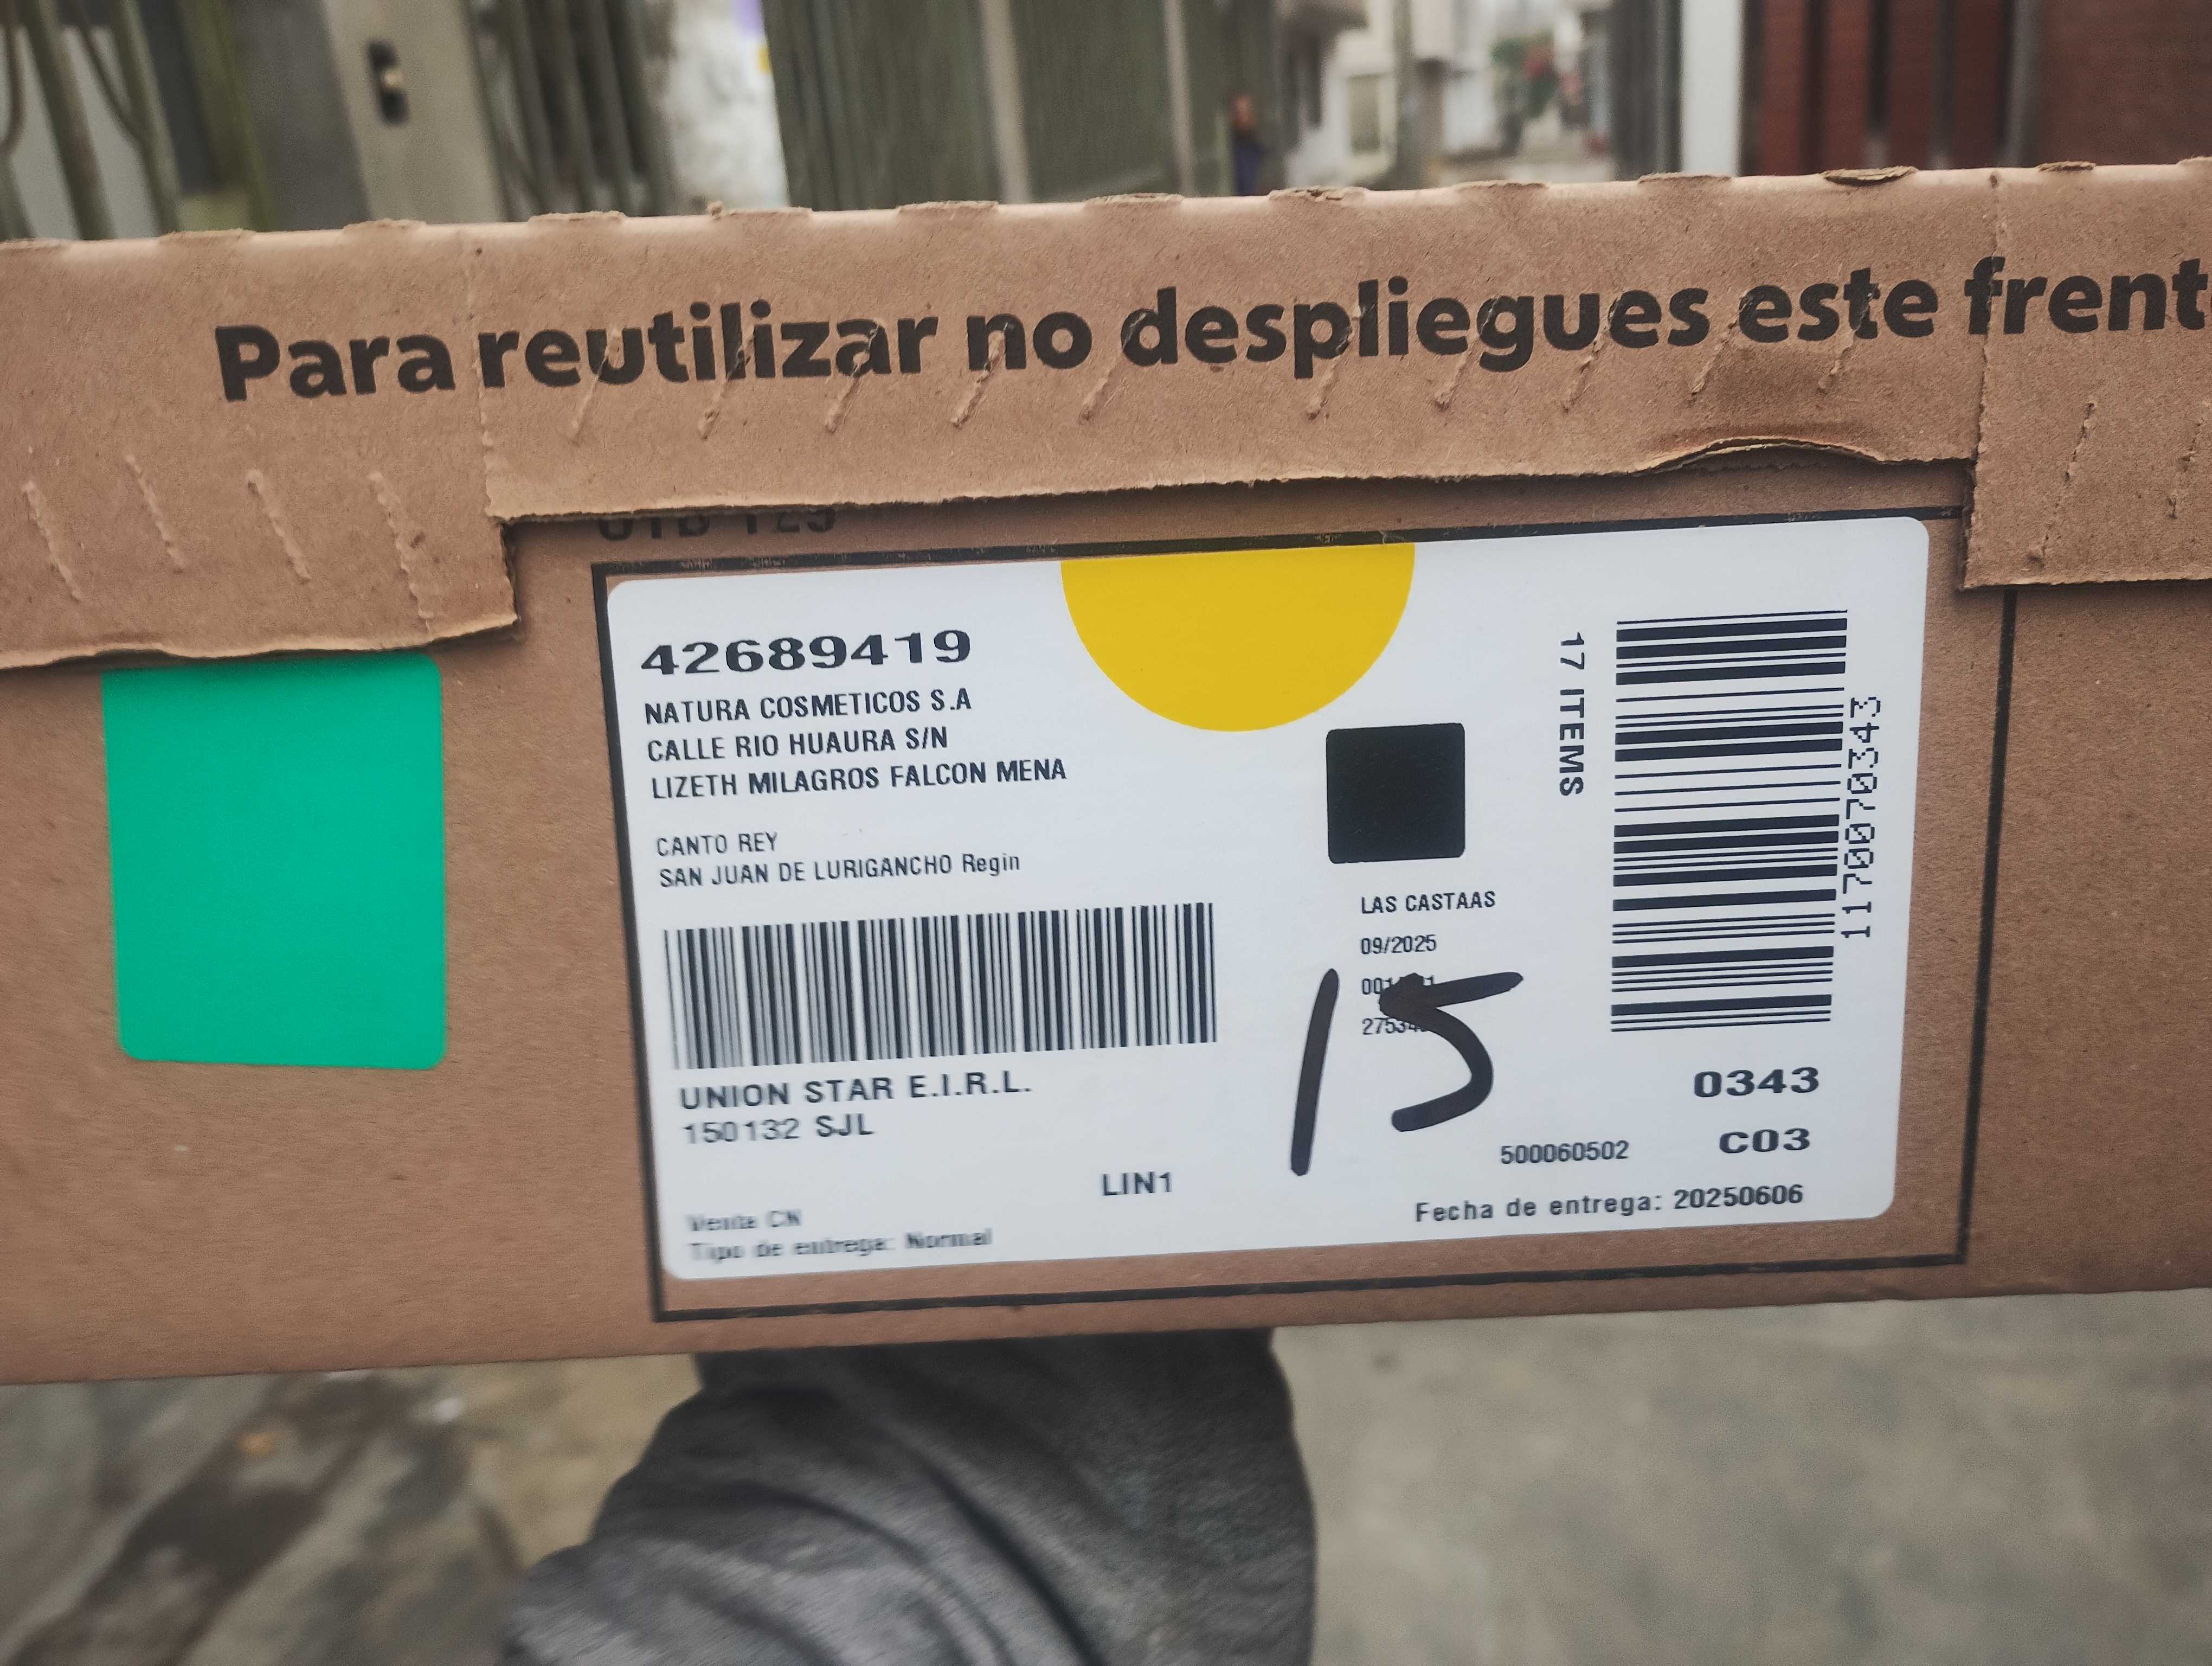 Para reutilizar no despliegues este frent
42689419
NATURA COSMETICOS S.A
CALLE RIO HUAURA S/N
LIZETH MILAGROS FALCON MENA
CANTO REY
SAN JUAN DE LURIGANCHO Regin
UNION STAR E.I.R.L.
150132 SJL
LIN1
Venta CN
Tipo de entrega: Normal
17 ITEMS
1170070343
LAS CASTAAS
09/2025
15
0343
C03
500060502
Fecha de entrega: 20250606